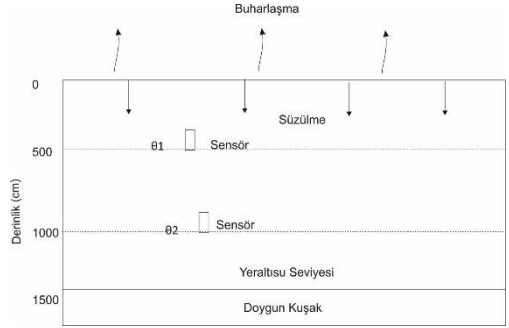 Buharlaşma
0
Süzülme
θ1
Sensör
500
Derinlik (cm)
θ2
Sensör
1000
Yeraltısu Seviyesi
1500
Doygun Kuşak